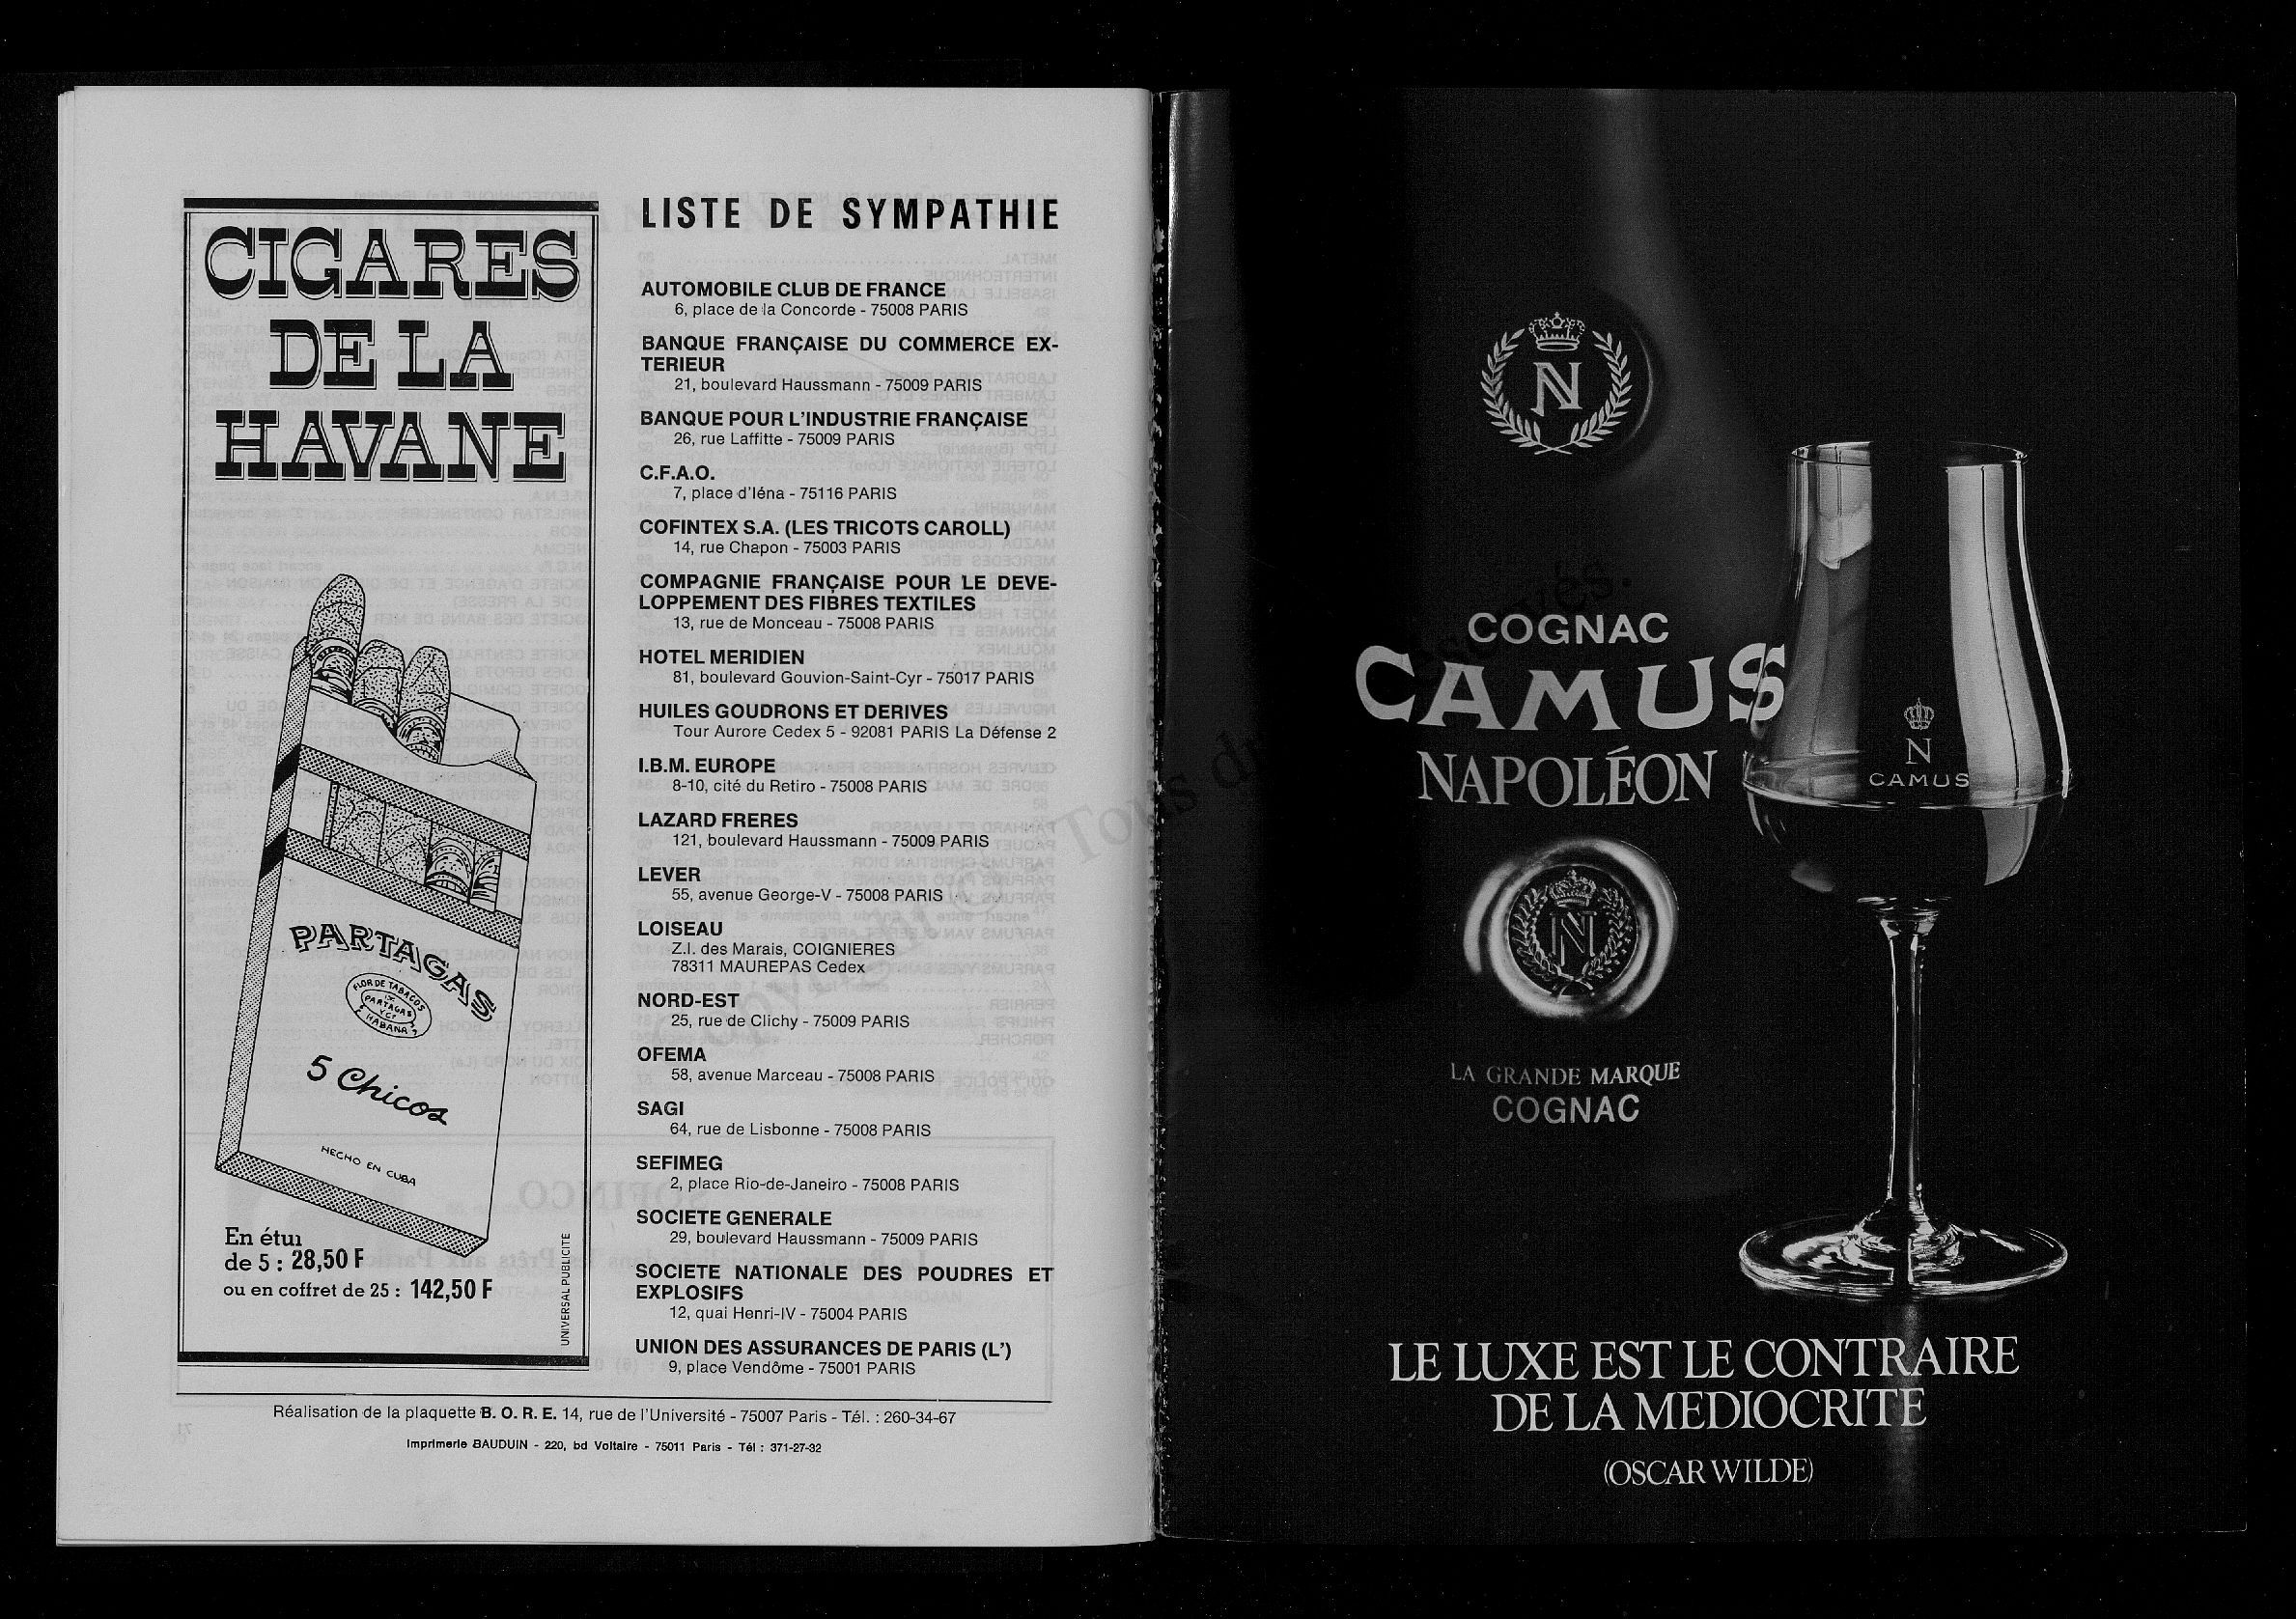 CIGARES
DE LA
HAVANE
PARTAGAS
FLOR DE TABACOS
DE
PARTAGAS
Y Cª
HABANA
5 Chicos
HECHO EN CUBA
En étui
de 5 : 28,50 F
ou en coffret de 25 : 142,50 F
UNIVERSAL PUBLICITE
LISTE DE SYMPATHIE
AUTOMOBILE CLUB DE FRANCE
6, place de la Concorde - 75008 PARIS
BANQUE FRANÇAISE DU COMMERCE EX-
TERIEUR
21, boulevard Haussmann - 75009 PARIS
BANQUE POUR L'INDUSTRIE FRANÇAISE
26, rue Laffitte - 75009 PARIS
C.F.A.O.
7, place d'Iéna - 75116 PARIS
COFINTEX S.A. (LES TRICOTS CAROLL)
14, rue Chapon - 75003 PARIS
COMPAGNIE FRANÇAISE POUR LE DEVE-
LOPPEMENT DES FIBRES TEXTILES
13, rue de Monceau - 75008 PARIS
HOTEL MERIDIEN
81, boulevard Gouvion-Saint-Cyr - 75017 PARIS
HUILES GOUDRONS ET DERIVES
Tour Aurore Cedex 5 - 92081 PARIS La Défense 2
I.B.M. EUROPE
8-10, cité du Retiro - 75008 PARIS
LAZARD FRERES
121, boulevard Haussmann - 75009 PARIS
LEVER
55, avenue George-V - 75008 PARIS
LOISEAU
Z.I. des Marais, COIGNIERES
78311 MAUREPAS Cedex
NORD-EST
25, rue de Clichy - 75009 PARIS
OFEMA
58, avenue Marceau - 75008 PARIS
SAGI
64, rue de Lisbonne - 75008 PARIS
SEFIMEG
2, place Rio-de-Janeiro - 75008 PARIS
SOCIETE GENERALE
29, boulevard Haussmann - 75009 PARIS
SOCIETE NATIONALE DES POUDRES ET
EXPLOSIFS
12, quai Henri-IV - 75004 PARIS
UNION DES ASSURANCES DE PARIS (L')
9, place Vendôme - 75001 PARIS
Réalisation de la plaquette B. O. R. E. 14, rue de l'Université - 75007 Paris - Tél. : 260-34-67
Imprimerie BAUDUIN - 220, bd Voltaire - 75011 Paris - Tél : 371-27-32
N
COGNAC
CAMUS
NAPOLÉON
N
CAMUS
N
LA GRANDE MARQUE
COGNAC
LE LUXE EST LE CONTRAIRE
DE LA MEDIOCRITE
(OSCAR WILDE)